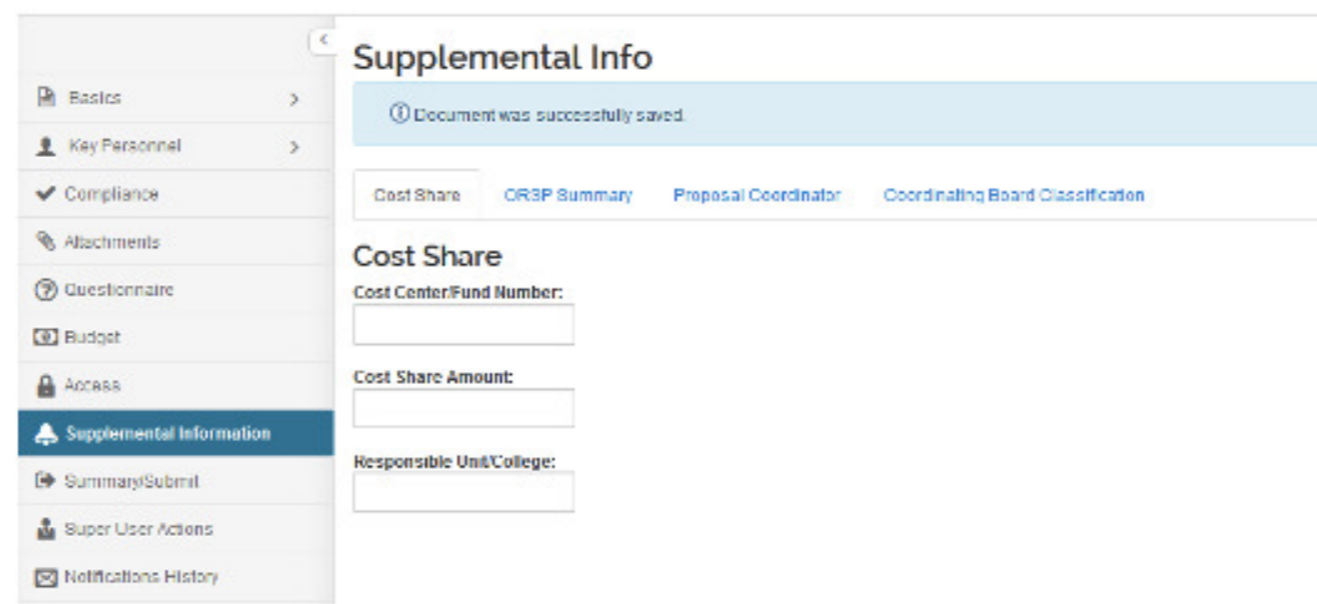 Supplemental Info
Document was successfully saved.
Basics
Key Personnel
Compliance
Attachments
Questionnaire
Budget
Access
Supplemental Information
Summary/Submit
Super User Actions
Notifications History
Cost Share ORSP Summary Proposal Coordinator Coordinating Board Classification
Cost Share
Cost Center/Fund Number:
Cost Share Amount:
Responsible Unit/College: